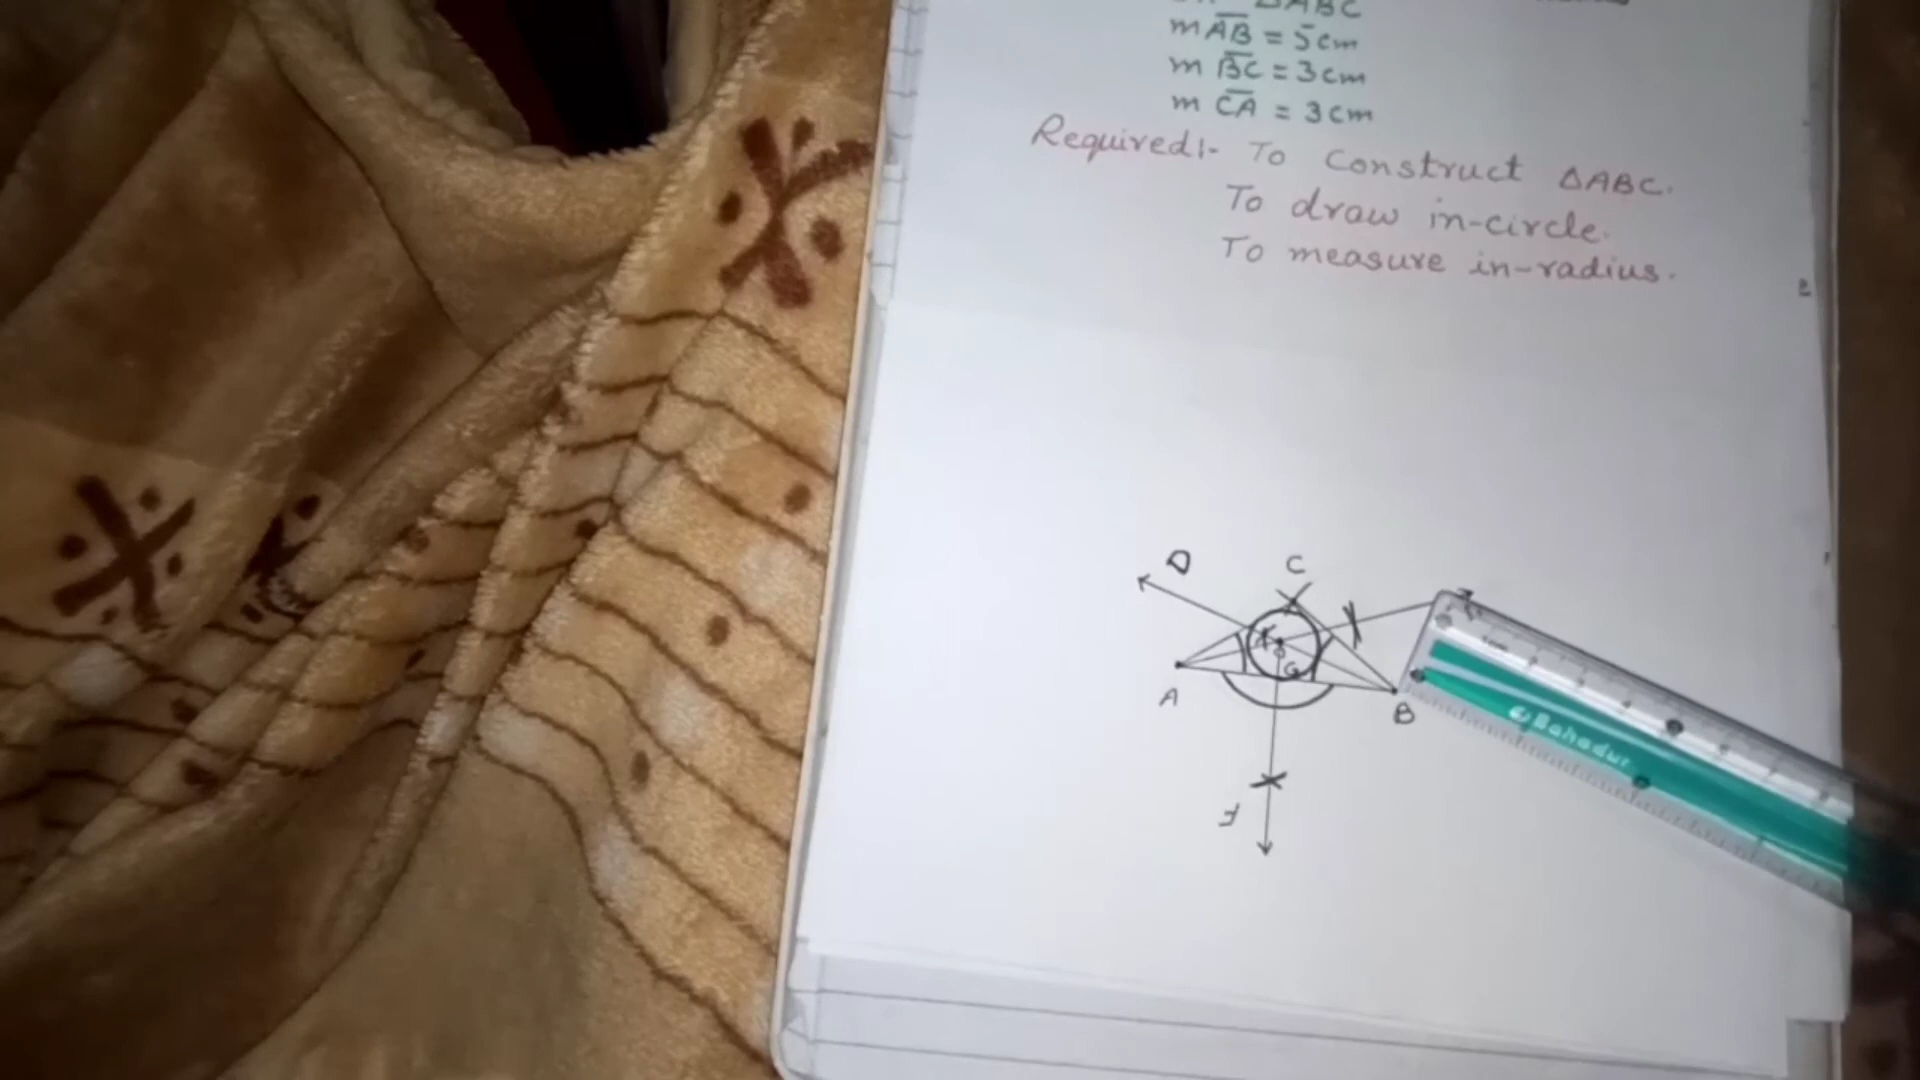 ΔABC
m AB = 5cm
m BC = 3cm
m CA = 3cm
Required:- To Construct ΔABC.
To draw in-circle.
To measure in-radius.
D
C
G
A
B
Bahadur
F